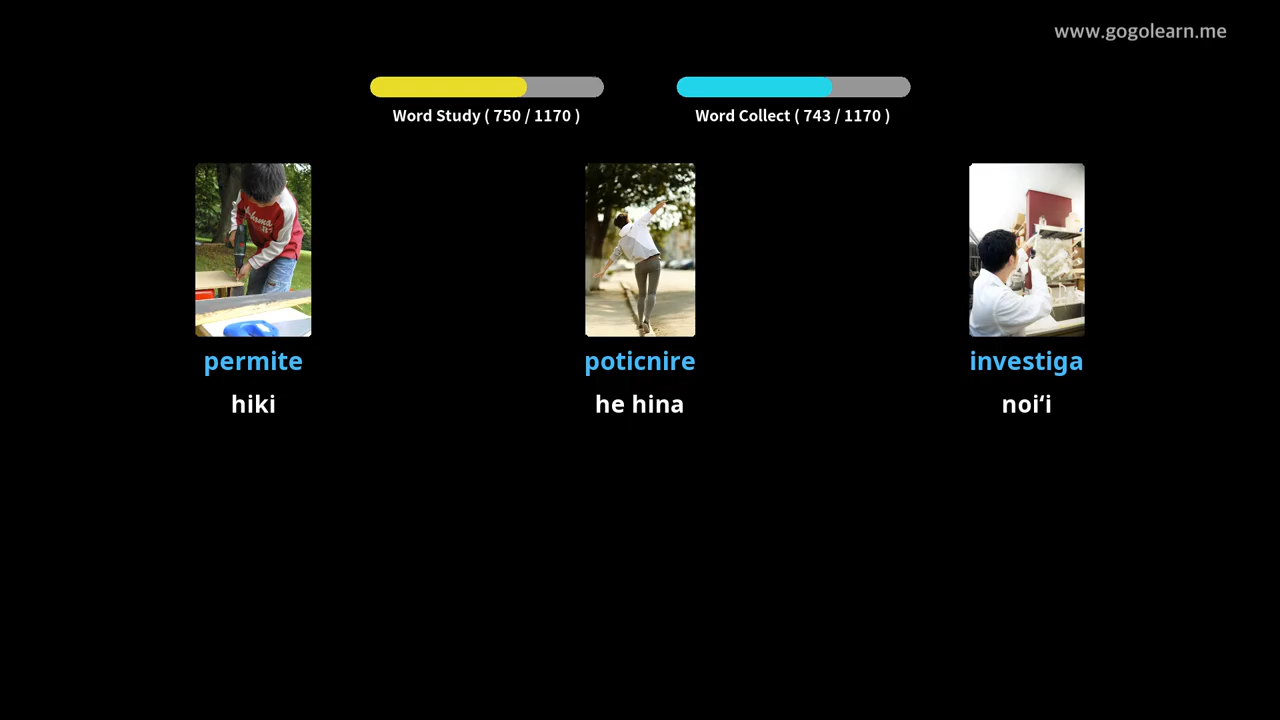 www.gogolearn.me
Word Study ( 750 / 1170 )
Word Collect ( 743 / 1170 )
permite
poticnire
investiga
hiki
he hina
noiʻi